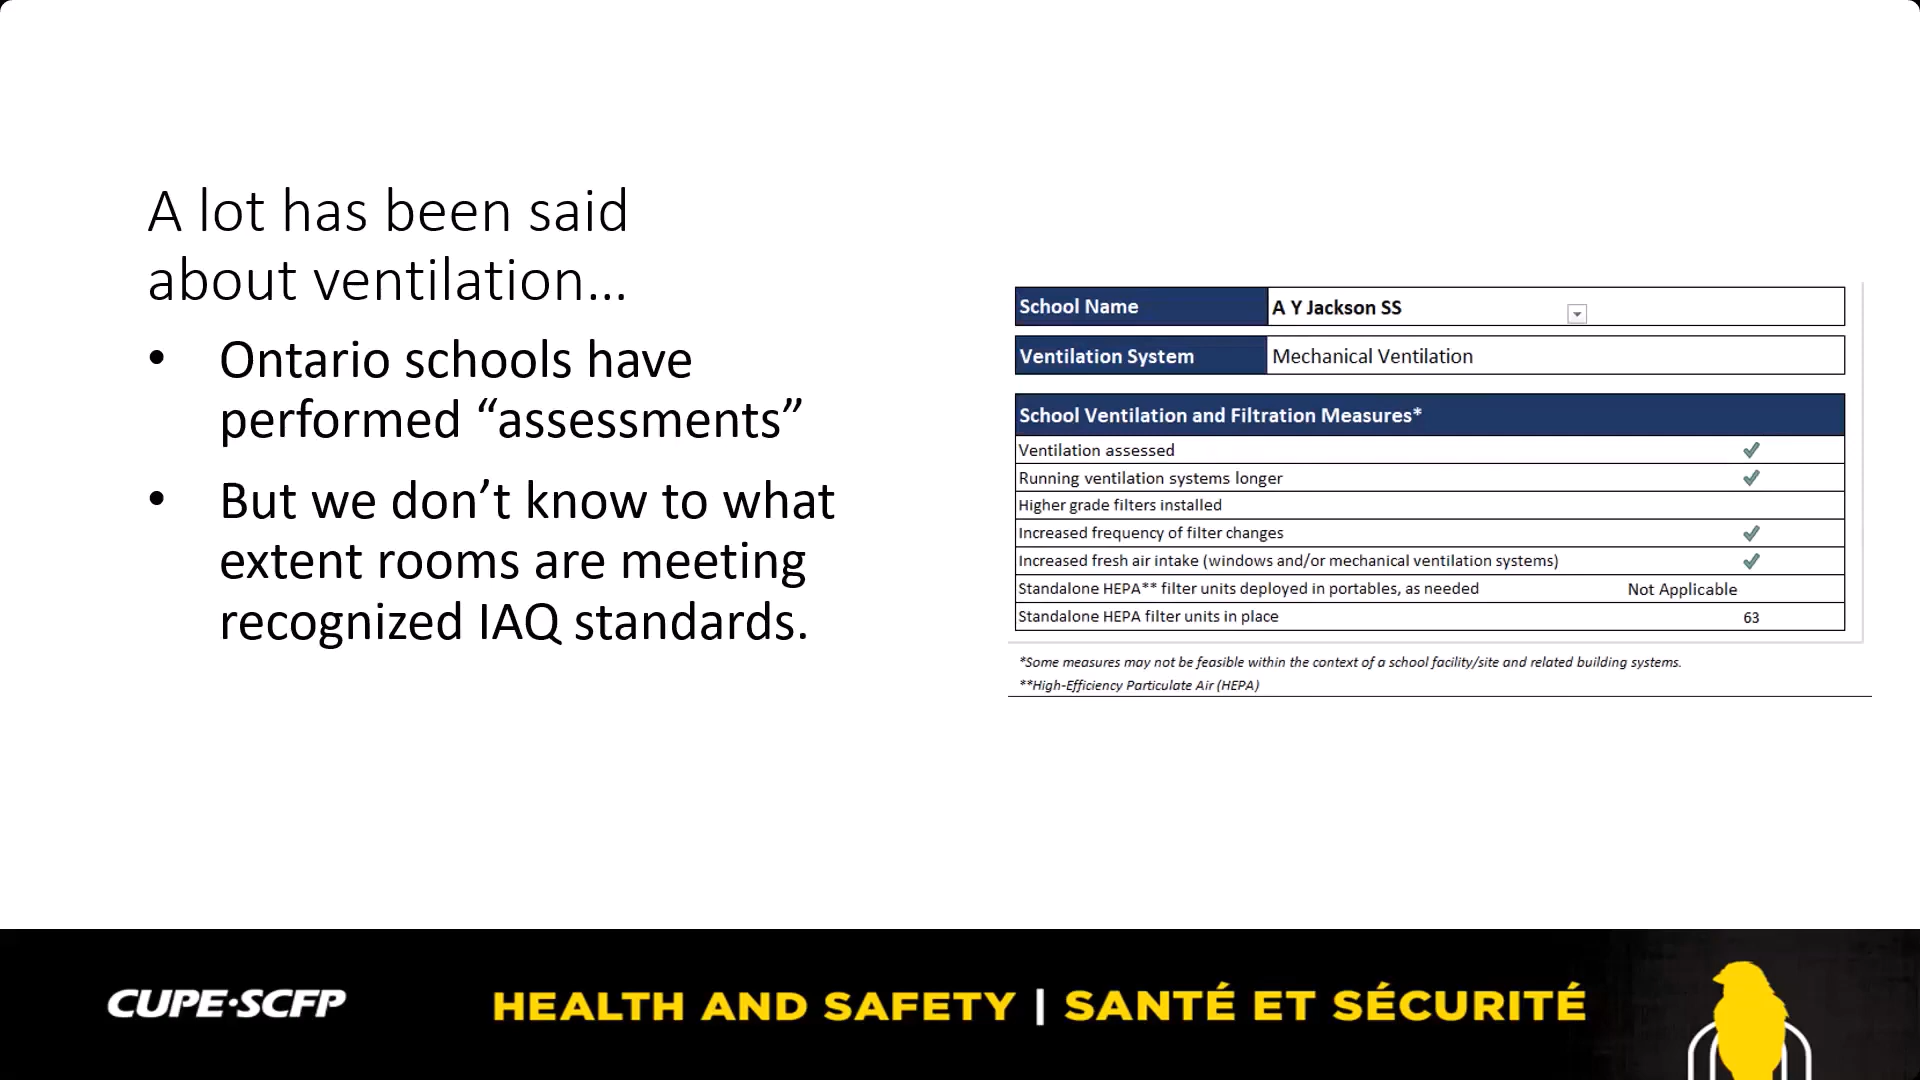 A lot has been said
about ventilation…
• Ontario schools have
performed “assessments”
• But we don’t know to what
extent rooms are meeting
recognized IAQ standards.
School Name A Y Jackson SS
Ventilation System Mechanical Ventilation
School Ventilation and Filtration Measures*
Ventilation assessed ✓
Running ventilation systems longer ✓
Higher grade filters installed
Increased frequency of filter changes ✓
Increased fresh air intake (windows and/or mechanical ventilation systems) ✓
Standalone HEPA** filter units deployed in portables, as needed Not Applicable
Standalone HEPA filter units in place 63
*Some measures may not be feasible within the context of a school facility/site and related building systems.
**High-Efficiency Particulate Air (HEPA)
CUPE·SCFP HEALTH AND SAFETY | SANTÉ ET SÉCURITÉ